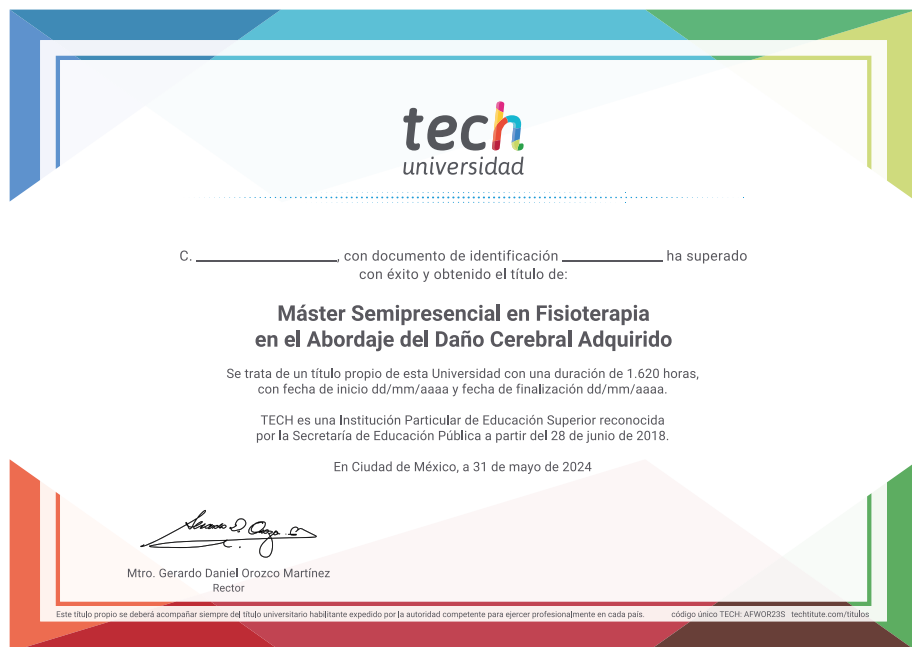 tech
universidad
C. ____________________, con documento de identificación ______________ ha superado
con éxito y obtenido el título de:
Máster Semipresencial en Fisioterapia
en el Abordaje del Daño Cerebral Adquirido
Se trata de un título propio de esta Universidad con una duración de 1.620 horas,
con fecha de inicio dd/mm/aaaa y fecha de finalización dd/mm/aaaa.
TECH es una Institución Particular de Educación Superior reconocida
por la Secretaría de Educación Pública a partir del 28 de junio de 2018.
En Ciudad de México, a 31 de mayo de 2024
Mtro. Gerardo Daniel Orozco Martínez
Rector
Este título propio se deberá acompañar siempre del título universitario habilitante expedido por la autoridad competente para ejercer profesionalmente en cada país. código único TECH: AFWOR23S techtitute.com/titulos